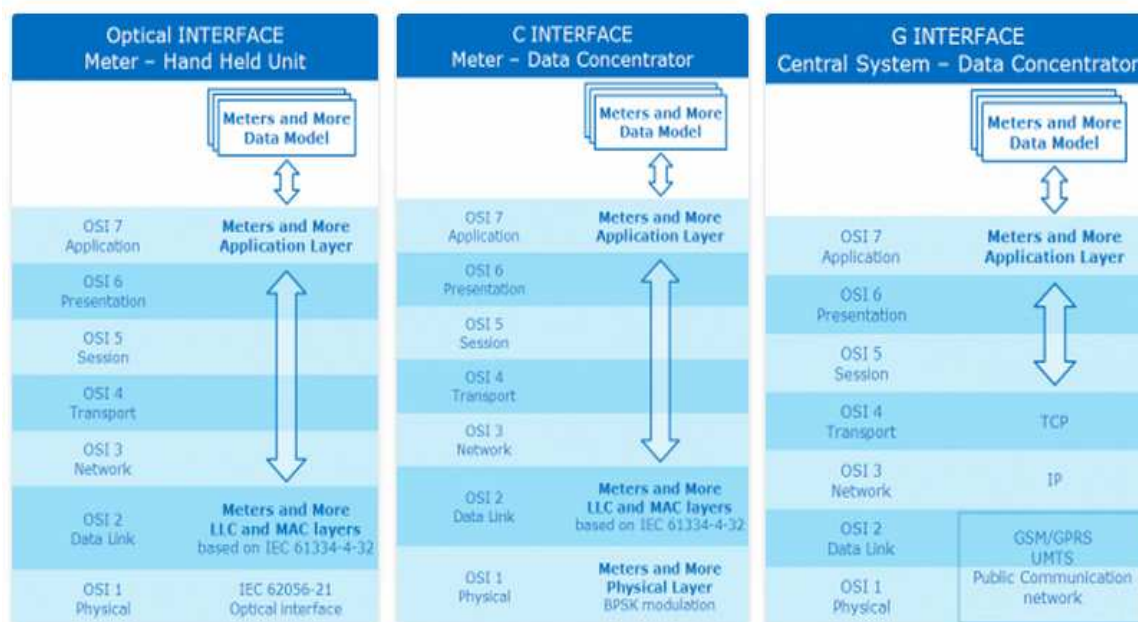 Optical INTERFACE
Meter – Hand Held Unit
Meters and More
Data Model
OSI 7
Application
Meters and More
Application Layer
OSI 6
Presentation
OSI 5
Session
OSI 4
Transport
OSI 3
Network
OSI 2
Data Link
Meters and More
LLC and MAC layers
based on IEC 61334-4-32
OSI 1
Physical
IEC 62056-21
Optical interface
C INTERFACE
Meter – Data Concentrator
Meters and More
Data Model
OSI 7
Application
Meters and More
Application Layer
OSI 6
Presentation
OSI 5
Session
OSI 4
Transport
OSI 3
Network
OSI 2
Data Link
Meters and More
LLC and MAC layers
based on IEC 61334-4-32
OSI 1
Physical
Meters and More
Physical Layer
BPSK modulation
G INTERFACE
Central System – Data Concentrator
Meters and More
Data Model
OSI 7
Application
Meters and More
Application Layer
OSI 6
Presentation
OSI 5
Session
OSI 4
Transport
TCP
OSI 3
Network
IP
OSI 2
Data Link
OSI 1
Physical
GSM/GPRS
UMTS
Public Communication
network